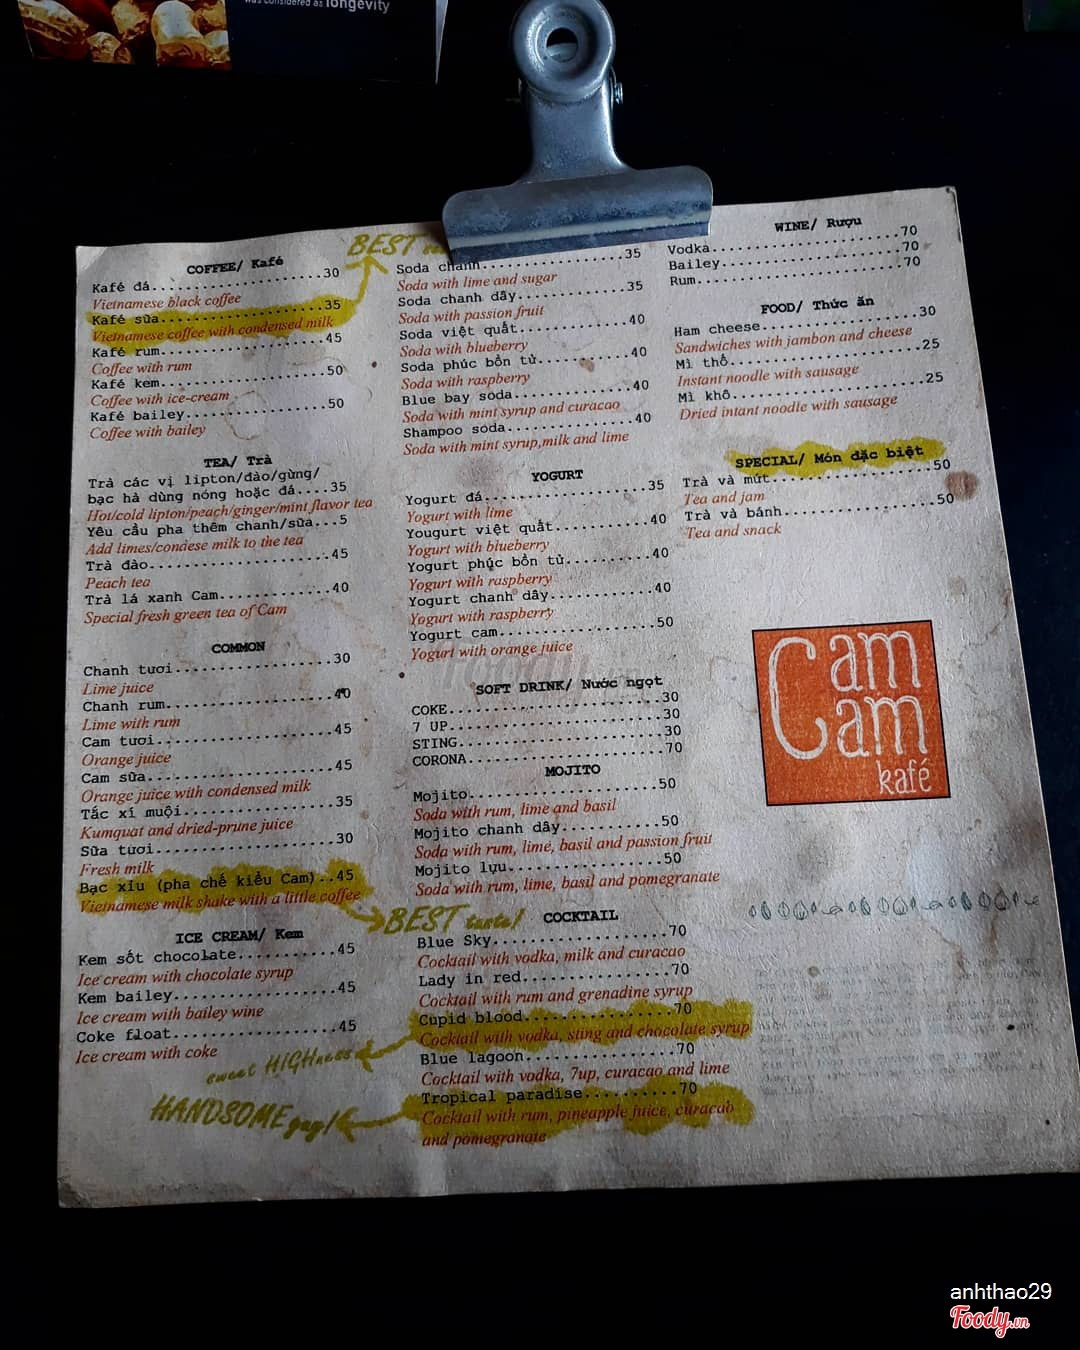 was considered as longevity
COFFEE/ Kafé
Kafé đá....................30
Vietnamese black coffee
Kafé sữa...................35
Vietnamese coffee with condensed milk
Kafé rum...................45
Coffee with rum
Kafé kem...................50
Coffee with ice-cream
Kafé bailey................50
Coffee with bailey
TEA/ Trà
Trà các vị lipton/đào/gừng/
bạc hà dùng nóng hoặc đá....35
Hot/cold lipton/peach/ginger/mint flavor tea
Yêu cầu pha thêm chanh/sữa...5
Add limes/condese milk to the tea
Trà đào....................45
Peach tea
Trà lá xanh Cam............40
Special fresh green tea of Cam
COMMON
Chanh tươi.................30
Lime juice
Chanh rum..................40
Lime with rum
Cam tươi...................45
Orange juice
Cam sữa....................45
Orange juice with condensed milk
Tắc xí muội................35
Kumquat and dried-prune juice
Sữa tươi...................30
Fresh milk
Bạc xỉu (pha chế kiểu Cam)..45
Vietnamese milk shake with a little coffee
ICE CREAM/ Kem
Kem sốt chocolate..........45
Ice cream with chocolate syrup
Kem bailey.................45
Ice cream with bailey wine
Coke float.................45
Ice cream with coke
sweet HIGHness
HANDSOME guy!
BEST
Soda chanh.................35
Soda with lime and sugar
Soda chanh dây.............35
Soda with passion fruit
Soda việt quất.............40
Soda with blueberry
Soda phúc bồn tử...........40
Soda with raspberry
Blue bay soda..............40
Soda with mint syrup and curacao
Shampoo soda...............40
Soda with mint syrup,milk and lime
YOGURT
Yogurt đá..................35
Yogurt with lime
Yougurt việt quất..........40
Yogurt with blueberry
Yogurt phúc bồn tử.........40
Yogurt with raspberry
Yogurt chanh dây...........40
Yogurt with raspberry
Yogurt cam.................50
Yogurt with orange juice
SOFT DRINK/ Nước ngọt
COKE.......................30
7 UP.......................30
STING......................30
CORONA.....................70
MOJITO
Mojito.....................50
Soda with rum, lime and basil
Mojito chanh dây...........50
Soda with rum, lime, basil and passion fruit
Mojito lựu.................50
Soda with rum, lime, basil and pomegranate
BEST taste!
COCKTAIL
Blue Sky...................70
Cocktail with vodka, milk and curacao
Lady in red................70
Cocktail with rum and grenadine syrup
Cupid blood................70
Cocktail with vodka, sting and chocolate syrup
Blue lagoon................70
Cocktail with vodka, 7up, curacao and lime
Tropical paradise..........70
Cocktail with rum, pineapple juice, curacao
and pomegranate
WINE/ Rượu
Vodka......................70
Bailey.....................70
Rum........................70
FOOD/ Thức ăn
Ham cheese.................30
Sandwiches with jambon and cheese
Mì thố.....................25
Instant noodle with sausage
Mì khô.....................25
Dried intant noodle with sausage
SPECIAL/ Món đặc biệt
Trà và mứt.................50
Tea and jam
Trà và bánh................50
Tea and snack
Cam
Cam
kafé
Foody
anhthao29
Foody.vn